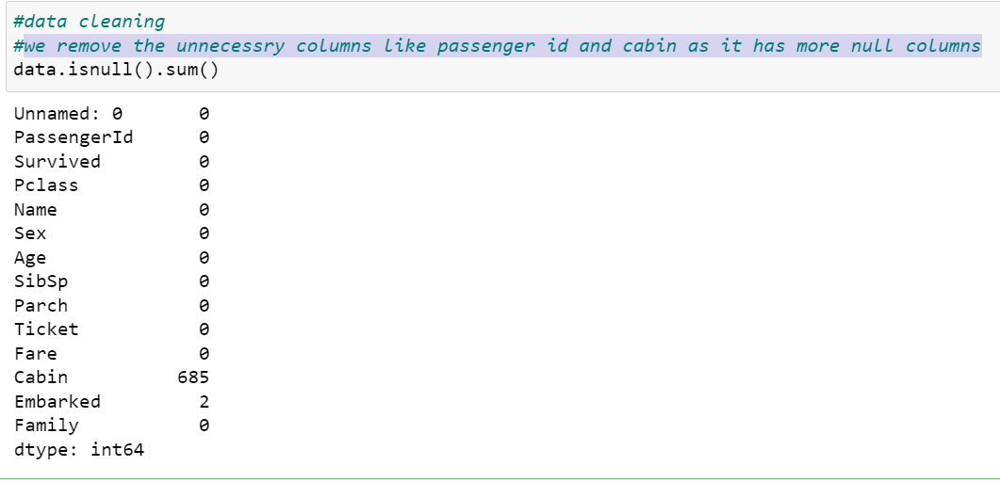 #data cleaning
#we remove the unnecessry columns like passenger id and cabin as it has more null columns
data.isnull().sum()
Unnamed: 0 0
PassengerId 0
Survived 0
Pclass 0
Name 0
Sex 0
Age 0
SibSp 0
Parch 0
Ticket 0
Fare 0
Cabin 685
Embarked 2
Family 0
dtype: int64